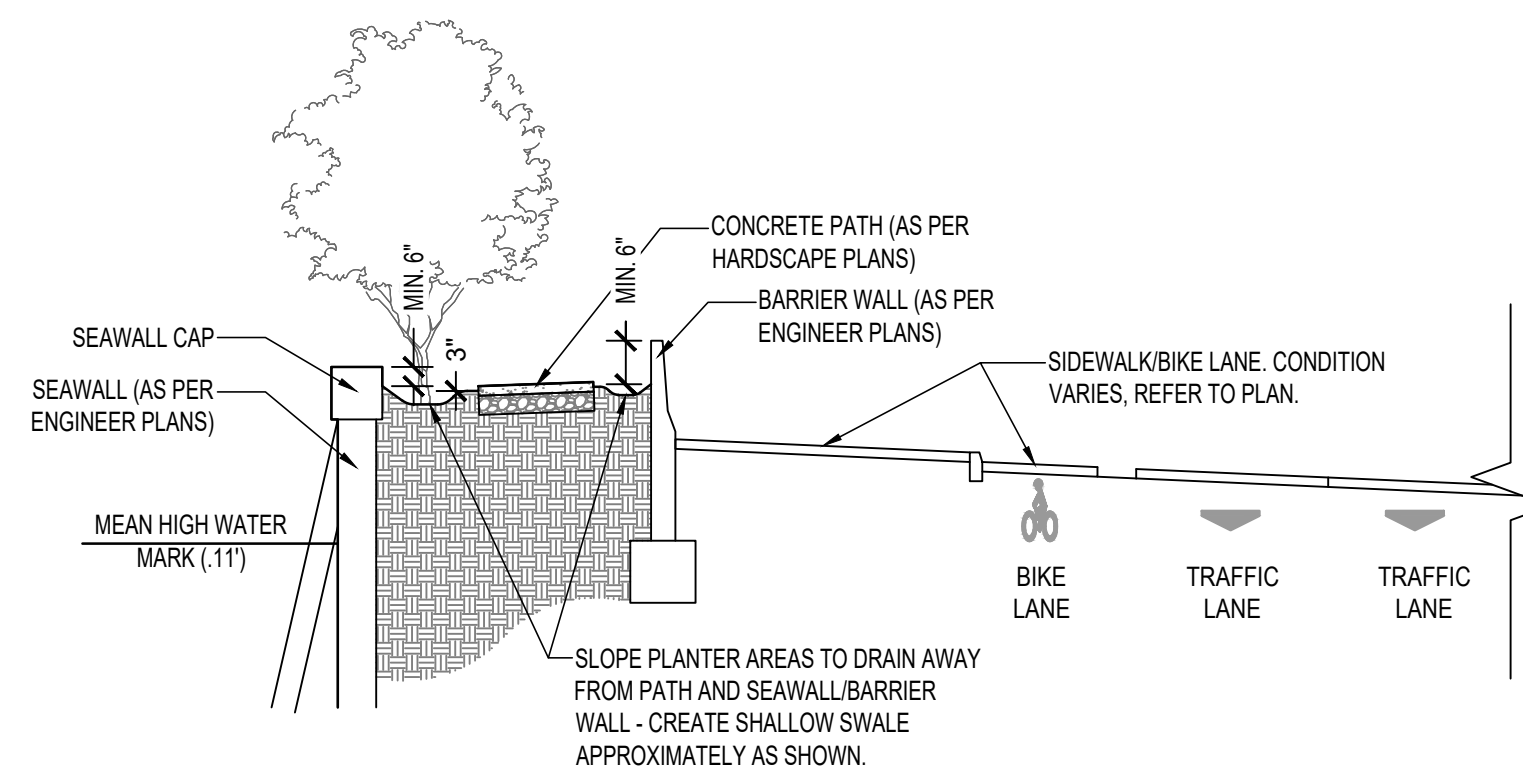 MIN. 6"
3"
MIN. 6"
CONCRETE PATH (AS PER
HARDSCAPE PLANS)
BARRIER WALL (AS PER
ENGINEER PLANS)
SIDEWALK/BIKE LANE. CONDITION
VARIES, REFER TO PLAN.
SEAWALL CAP
SEAWALL (AS PER
ENGINEER PLANS)
MEAN HIGH WATER
MARK (.11')
BIKE
LANE
TRAFFIC
LANE
TRAFFIC
LANE
SLOPE PLANTER AREAS TO DRAIN AWAY
FROM PATH AND SEAWALL/BARRIER
WALL - CREATE SHALLOW SWALE
APPROXIMATELY AS SHOWN.